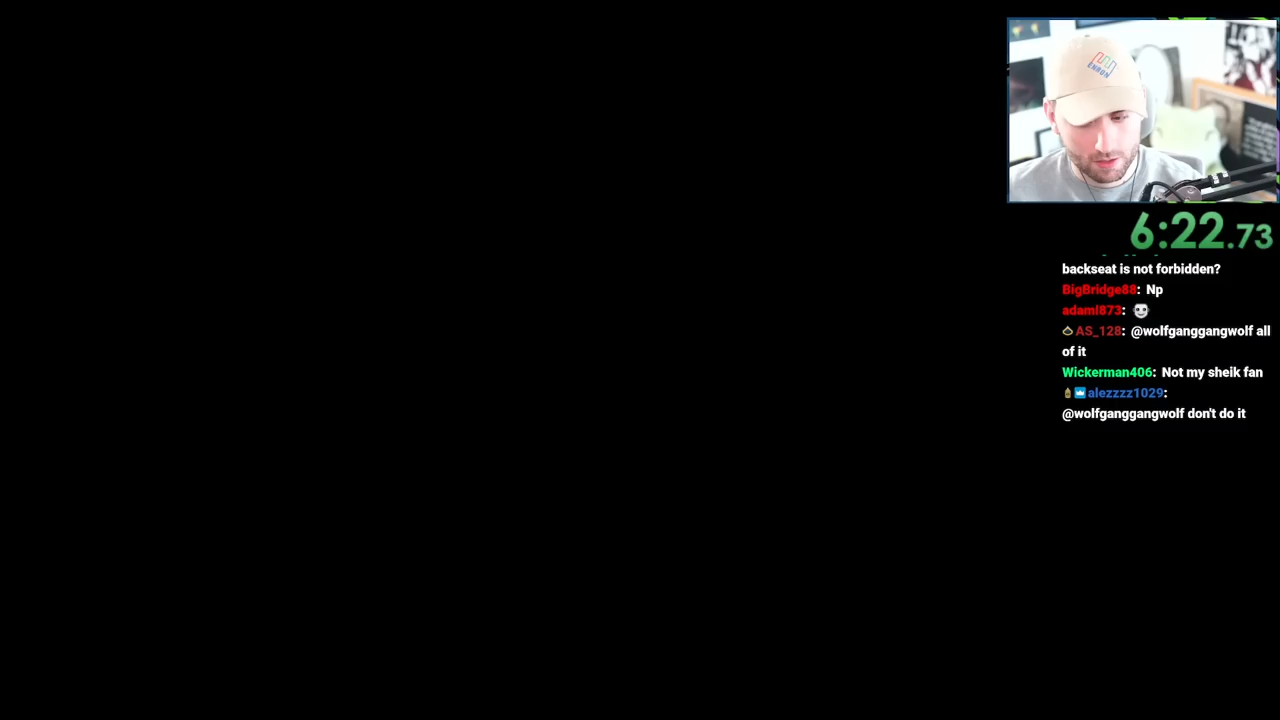 ENRON
6:22.73
backseat is not forbidden?
BigBridge88: Np
adaml873:
AS_128: @wolfganggangwolf all
of it
Wickerman406: Not my sheik fan
alezzzz1029:
@wolfganggangwolf don't do it